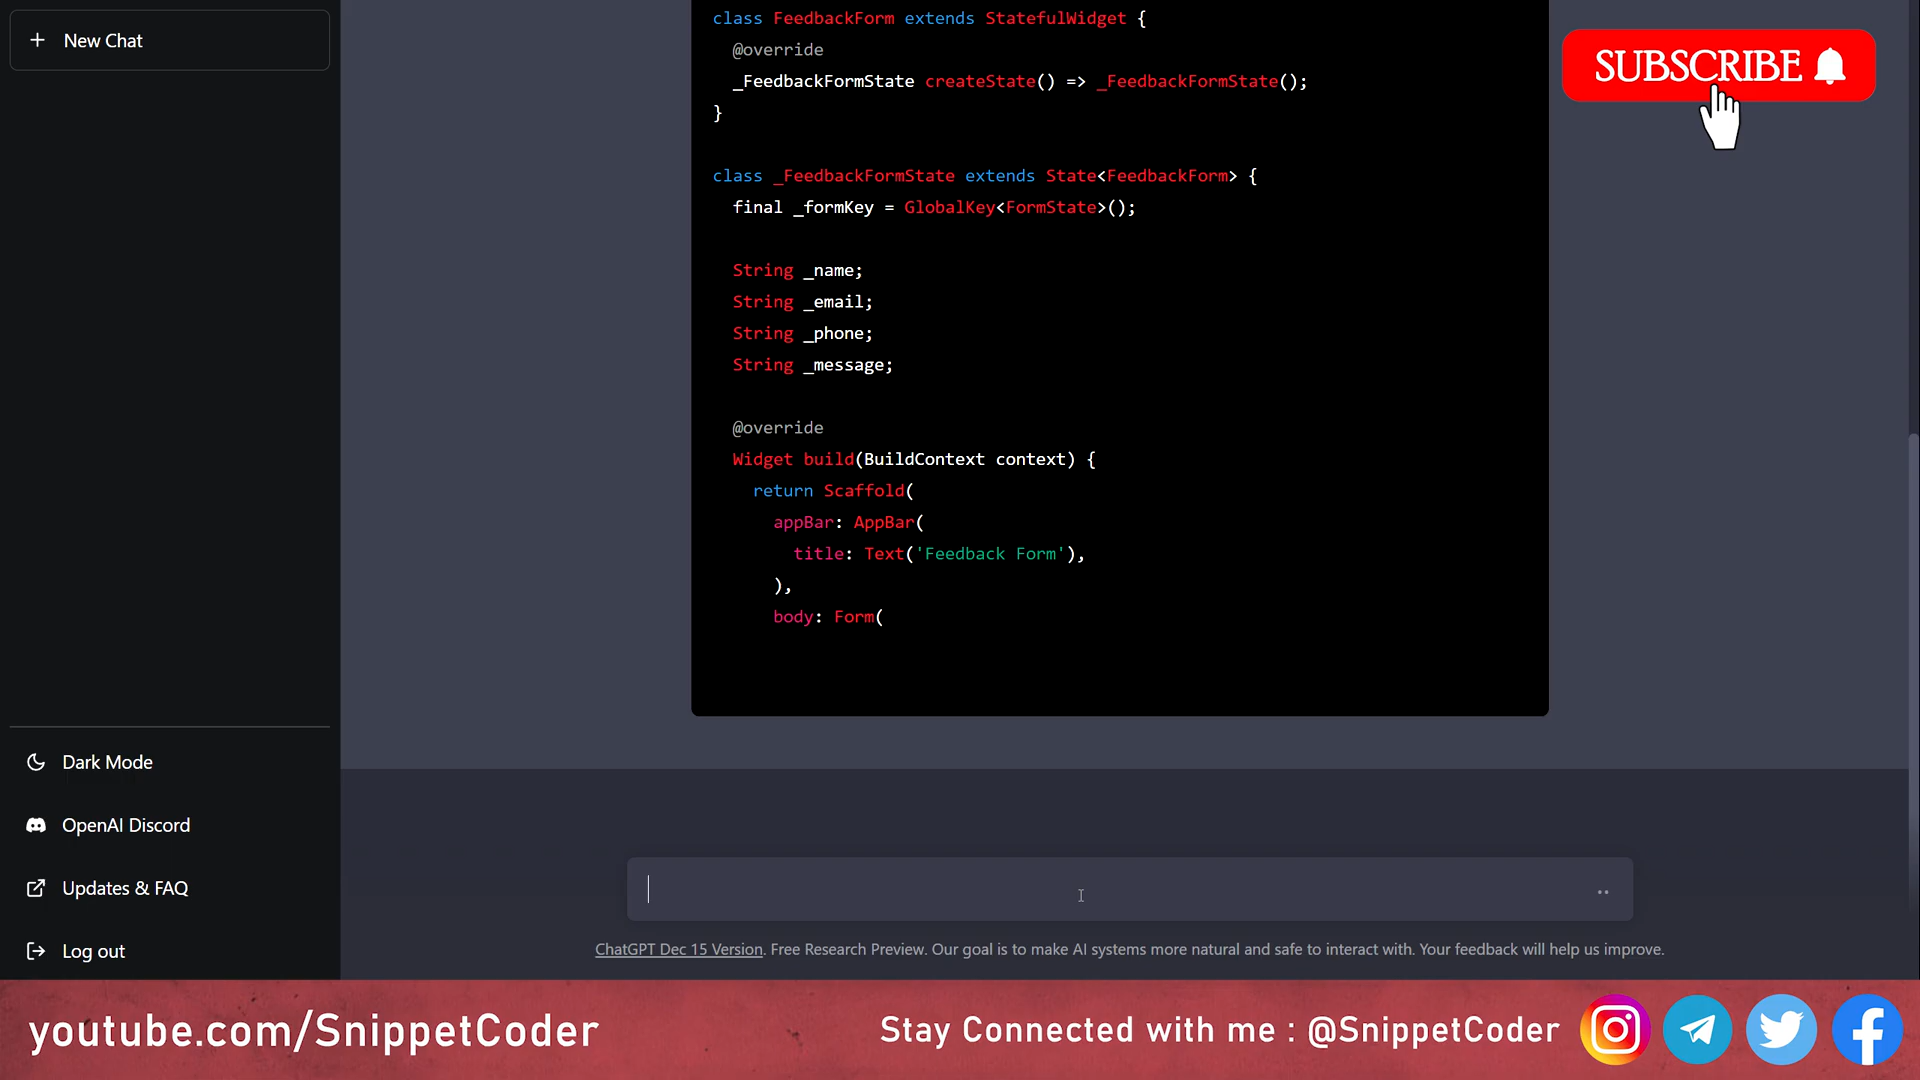 + New Chat
class FeedbackForm extends StatefulWidget {
@override
_FeedbackFormState createState() => _FeedbackFormState();
}
class _FeedbackFormState extends State<FeedbackForm> {
final _formKey = GlobalKey<FormState>();
String _name;
String _email;
String _phone;
String _message;
@override
Widget build(BuildContext context) {
return Scaffold(
appBar: AppBar(
title: Text('Feedback Form'),
),
body: Form(
SUBSCRIBE
Dark Mode
OpenAI Discord
Updates & FAQ
Log out
ChatGPT Dec 15 Version. Free Research Preview. Our goal is to make AI systems more natural and safe to interact with. Your feedback will help us improve.
youtube.com/SnippetCoder
Stay Connected with me : @SnippetCoder